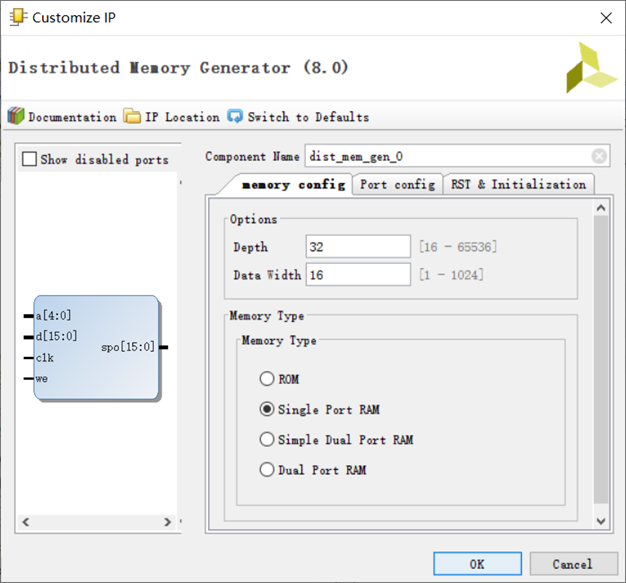 Customize IP
Distributed Memory Generator (8.0)
Documentation IP Location Switch to Defaults
Show disabled ports
Component Name dist_mem_gen_0
memory config Port config RST & Initialization
Options
Depth 32 [16 - 65536]
Data Width 16 [1 - 1024]
Memory Type
Memory Type
ROM
Single Port RAM
Simple Dual Port RAM
Dual Port RAM
a[4:0]
d[15:0]
spo[15:0]
clk
we
OK Cancel